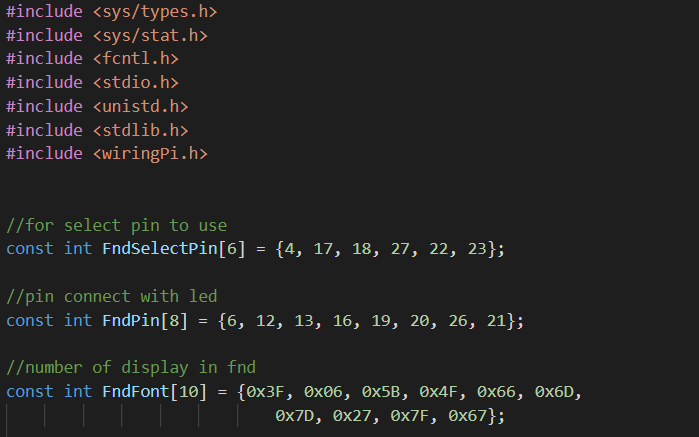 #include <sys/types.h>
#include <sys/stat.h>
#include <fcntl.h>
#include <stdio.h>
#include <unistd.h>
#include <stdlib.h>
#include <wiringPi.h>
//for select pin to use
const int FndSelectPin[6] = {4, 17, 18, 27, 22, 23};
//pin connect with led
const int FndPin[8] = {6, 12, 13, 16, 19, 20, 26, 21};
//number of display in fnd
const int FndFont[10] = {0x3F, 0x06, 0x5B, 0x4F, 0x66, 0x6D,
0x7D, 0x27, 0x7F, 0x67};